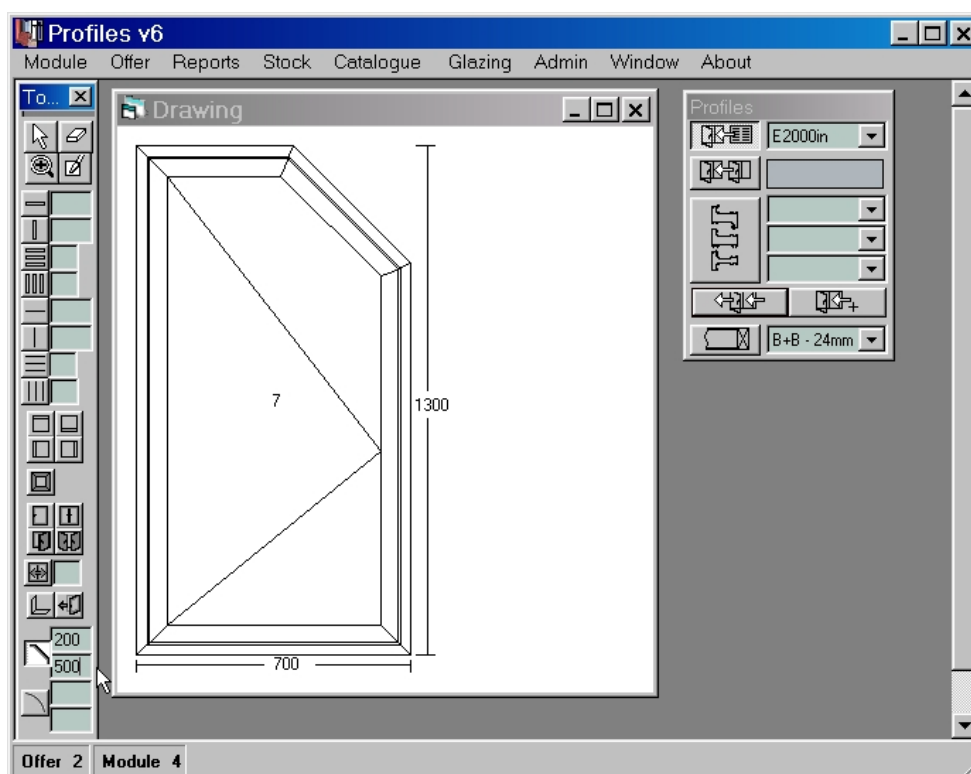 Profiles v6
Module Offer Reports Stock Catalogue Glazing Admin Window About
To...
Drawing
Profiles
E2000in
B+B - 24mm
7
1300
700
200
500
Offer 2 Module 4